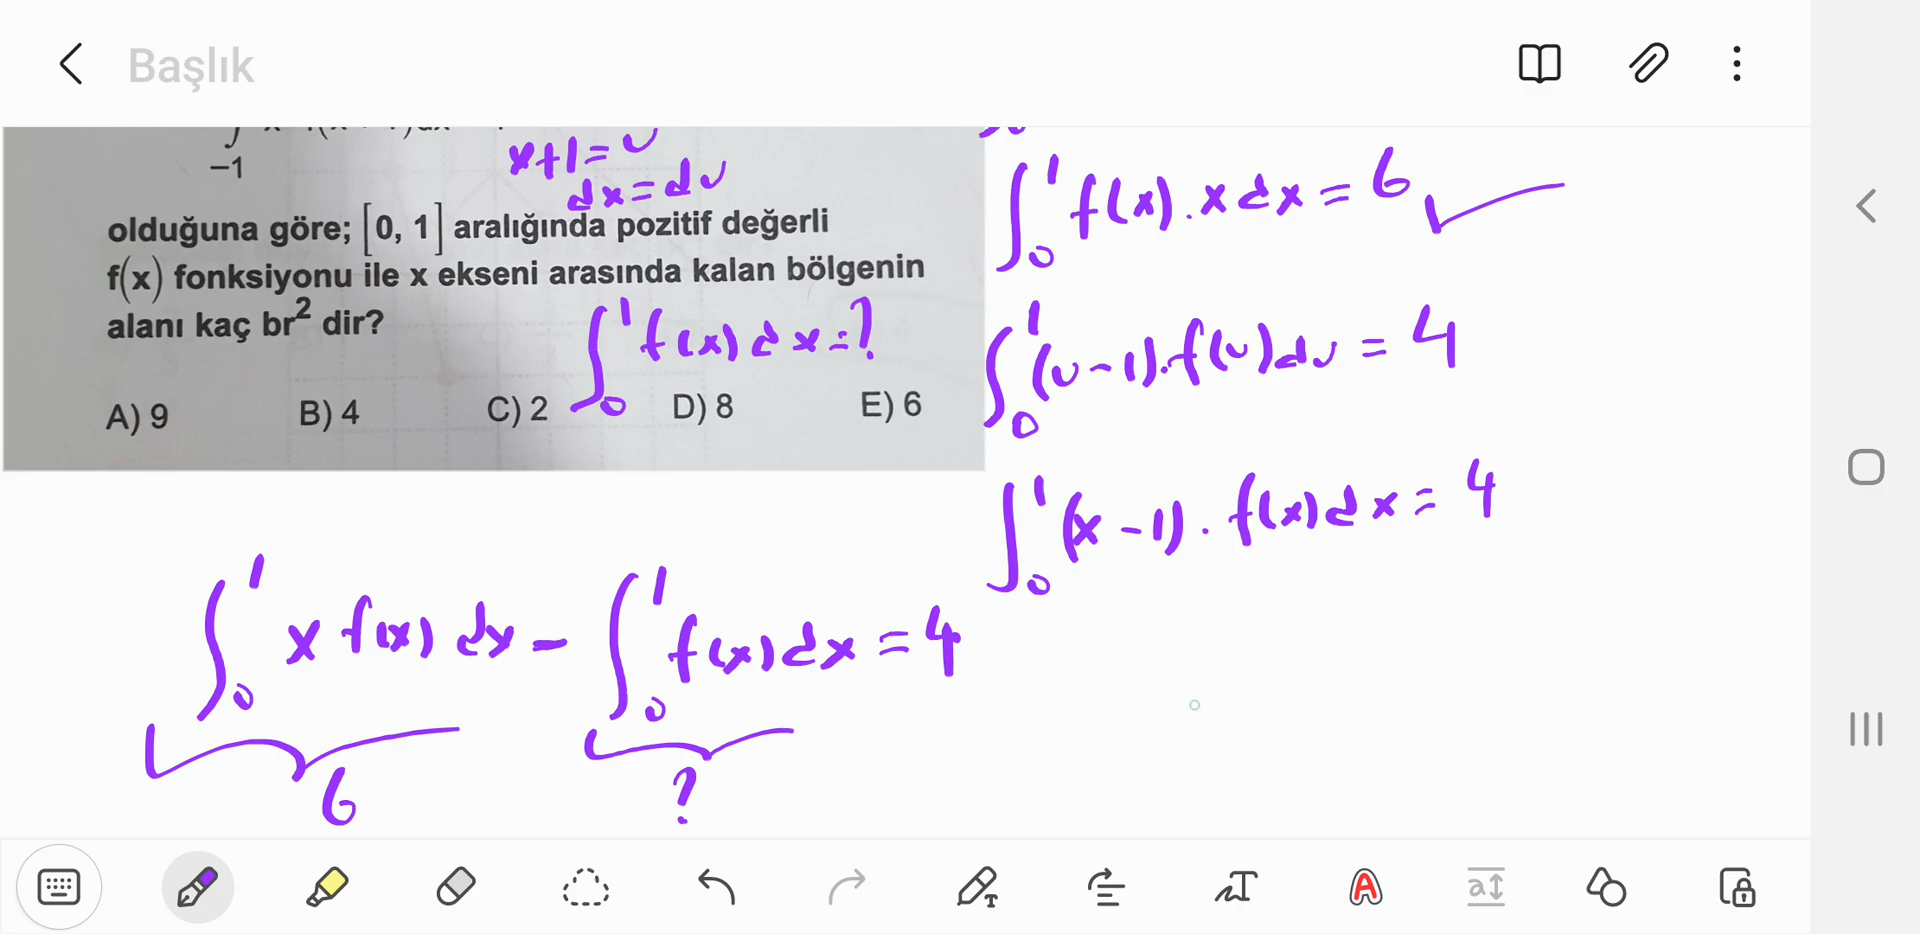 Başlık
−1
x+1=u
dx=du
olduğuna göre; [0, 1] aralığında pozitif değerli
f(x) fonksiyonu ile x ekseni arasında kalan bölgenin
alanı kaç br² dir?
∫₀¹ f(x)dx=?
A) 9 B) 4 C) 2 D) 8 E) 6
∫₀¹ f(x).xdx=6
∫₀¹ (u-1).f(u)du=4
∫₀¹ (x-1).f(x)dx=4
∫₀¹ x f(x) dx - ∫₀¹ f(x)dx=4
6 ?
T
T
A
a